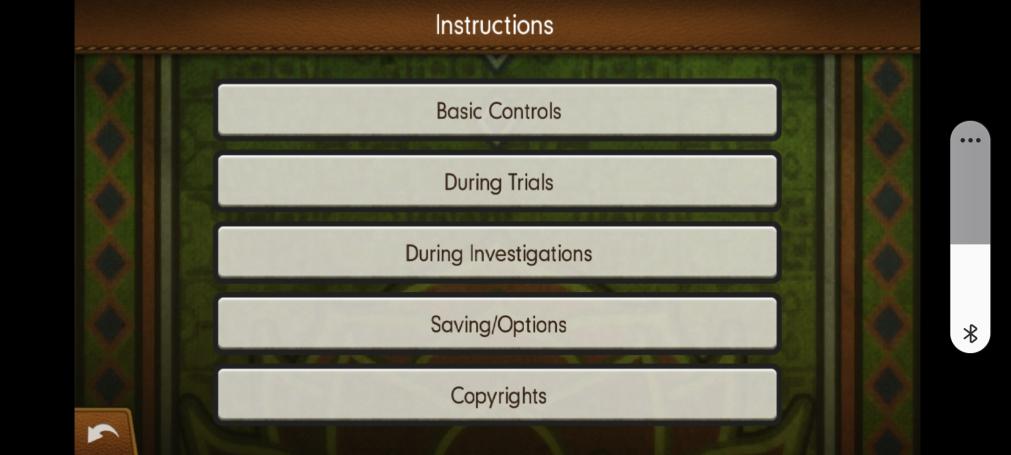 Instructions
Basic Controls
During Trials
During Investigations
Saving/Options
Copyrights